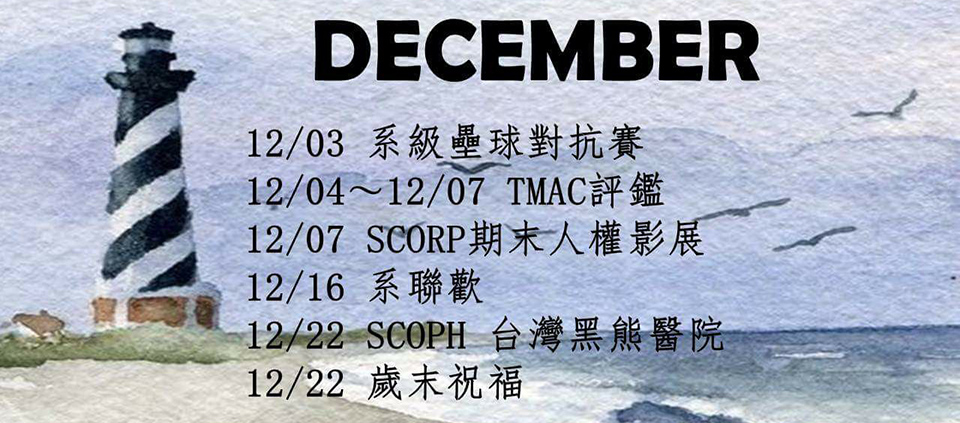 DECEMBER
12/03 系級壘球對抗賽
12/04～12/07 TMAC評鑑
12/07 SCORP期末人權影展
12/16 系聯歡
12/22 SCOPH 台灣黑熊醫院
12/22 歲末祝福